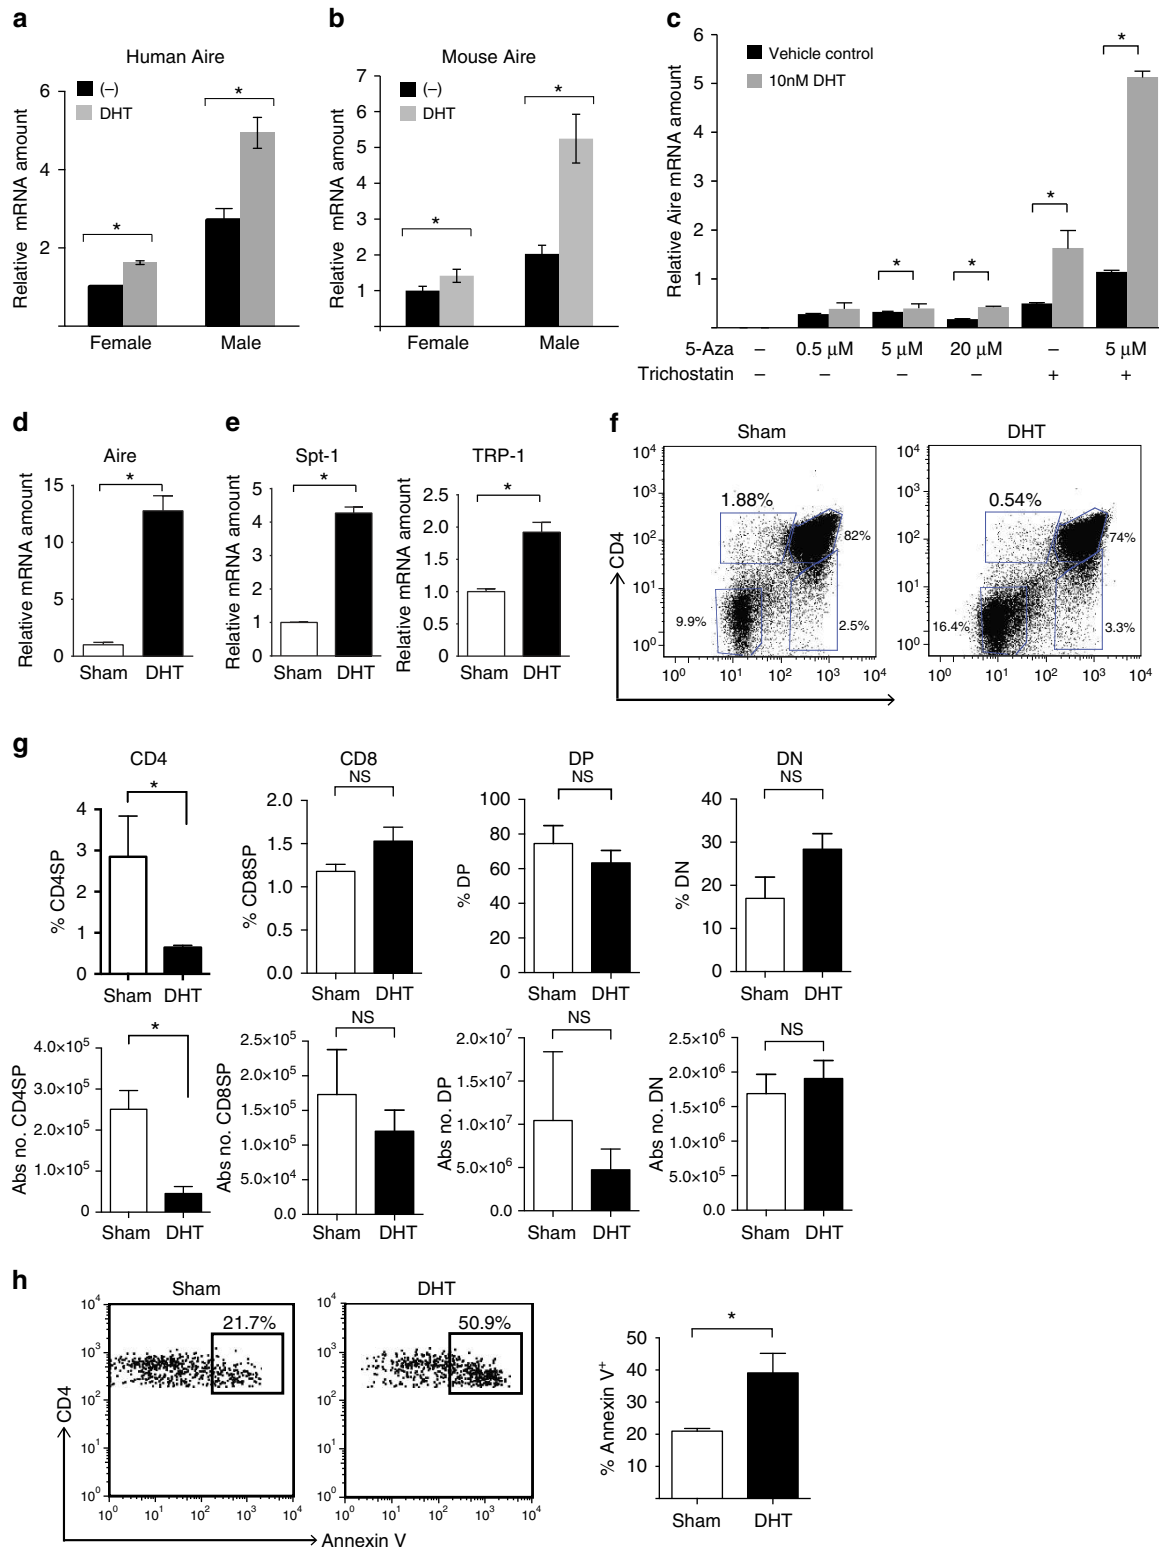 a
Human Aire
Relative mRNA amount
6
4
2
(–)
DHT
*
*
Female Male
b
Mouse Aire
Relative mRNA amount
7
6
5
4
3
2
1
(–)
DHT
*
*
Female Male
c
Relative Aire mRNA amount
6
5
4
3
2
1
Vehicle control
10nM DHT
*
*
*
*
5-Aza – 0.5 μM 5 μM 20 μM – 5 μM
Trichostatin – – – – + +
d
Aire
Relative mRNA amount
15
10
5
0
*
Sham DHT
e
Spt-1
Relative mRNA amount
5
4
3
2
1
0
*
Sham DHT
TRP-1
Relative mRNA amount
2.5
2.0
1.5
1.0
0.5
0.0
*
Sham DHT
f
Sham
CD4
10⁴
10³
10²
10¹
10⁰
1.88%
82%
9.9%
2.5%
10⁰ 10¹ 10² 10³ 10⁴
DHT
10⁴
10³
10²
10¹
10⁰
0.54%
74%
16.4%
3.3%
10⁰ 10¹ 10² 10³ 10⁴
g
CD4
*
% CD4SP
4
3
2
1
0
Sham DHT
CD8
NS
% CD8SP
2.0
1.5
1.0
0.5
0.0
Sham DHT
DP
NS
% DP
100
80
60
40
20
0
Sham DHT
DN
NS
% DN
40
30
20
10
0
Sham DHT
*
Abs no. CD4SP
4.0×10⁵
3.0×10⁵
2.0×10⁵
1.0×10⁵
0
Sham DHT
NS
Abs no. CD8SP
2.5×10⁵
2.0×10⁵
1.5×10⁵
1.0×10⁵
5.0×10⁴
0.0
Sham DHT
NS
Abs no. DP
2.0×10⁷
1.5×10⁷
1.0×10⁷
5.0×10⁶
0.0
Sham DHT
NS
Abs no. DN
2.5×10⁶
2.0×10⁶
1.5×10⁶
1.0×10⁶
5.0×10⁵
0.0
Sham DHT
h
Sham
CD4
10⁴
10³
10²
10¹
10⁰
21.7%
10⁰ 10¹ 10² 10³ 10⁴
DHT
10⁴
10³
10²
10¹
10⁰
50.9%
10⁰ 10¹ 10² 10³ 10⁴
Annexin V
% Annexin V⁺
50
40
30
20
10
*
Sham DHT